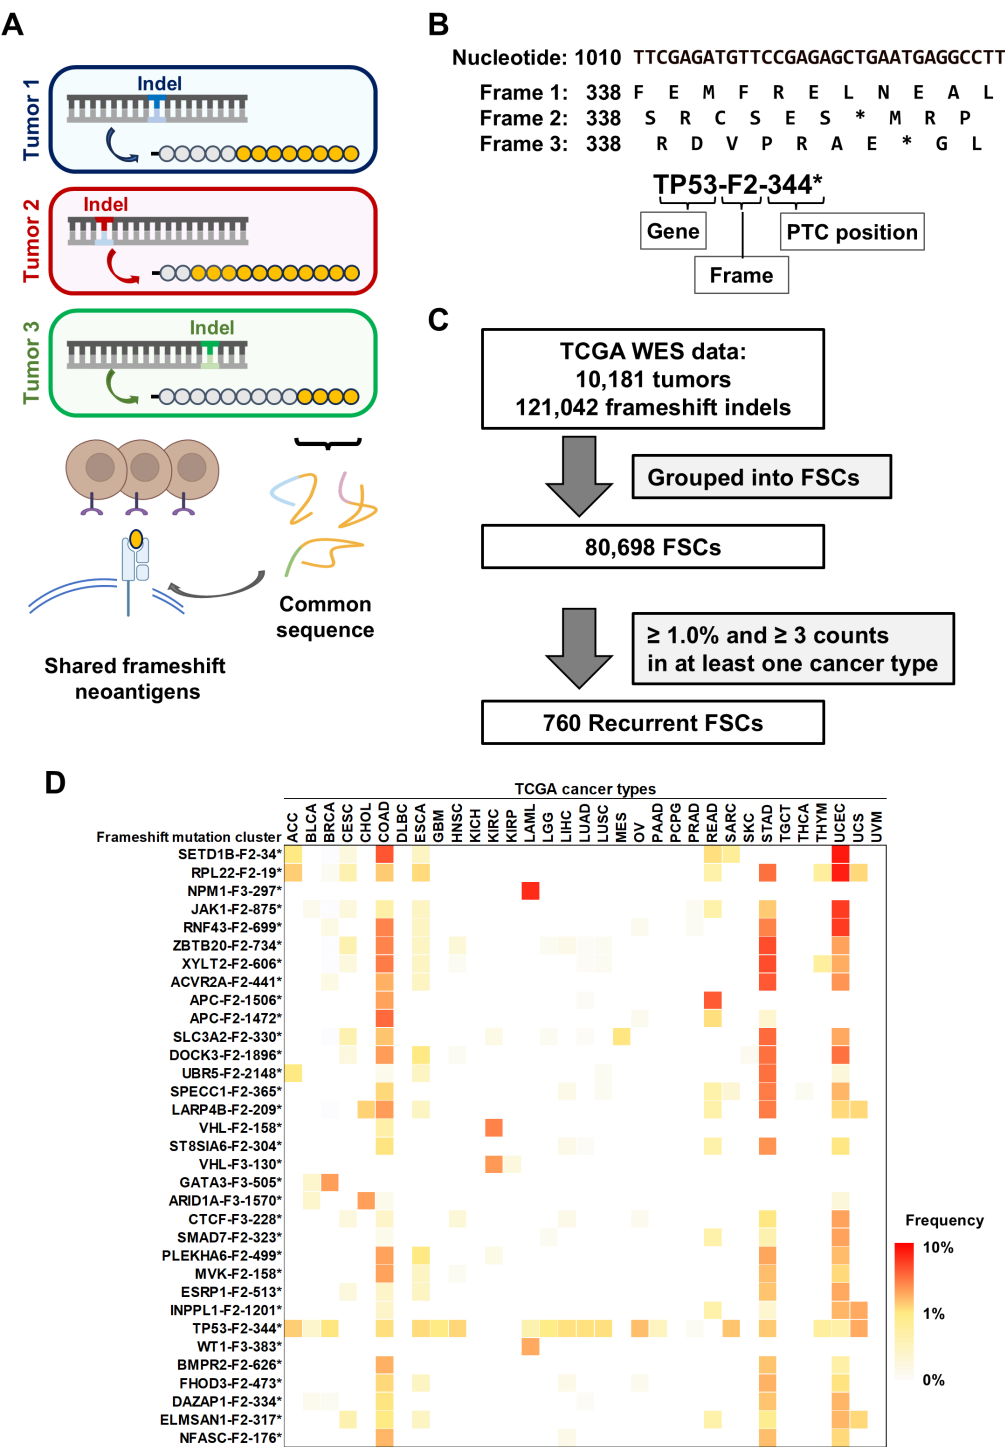 A
Tumor 1
Indel
Tumor 2
Indel
Tumor 3
Indel
Common
sequence
Shared frameshift
neoantigens
B
Nucleotide: 1010 TTCGAGATGTTCCGAGAGCTGAATGAGGCCTT
Frame 1: 338 F E M F R E L N E A L
Frame 2: 338 S R C S E S * M R P
Frame 3: 338 R D V P R A E * G L
TP53-F2-344*
Gene
PTC position
Frame
C
TCGA WES data:
10,181 tumors
121,042 frameshift indels
Grouped into FSCs
80,698 FSCs
≥ 1.0% and ≥ 3 counts
in at least one cancer type
760 Recurrent FSCs
D
TCGA cancer types
Frameshift mutation cluster
ACC BLCA BRCA CESC CHOL COAD DLBC ESCA GBM HNSC KICH KIRC KIRP LAML LGG LIHC LUAD LUSC MES OV PAAD PCPG PRAD READ SARC SKC STAD TGCT THCA THYM UCEC UCS UVM
SETD1B-F2-34*
RPL22-F2-19*
NPM1-F3-297*
JAK1-F2-875*
RNF43-F2-699*
ZBTB20-F2-734*
XYLT2-F2-606*
ACVR2A-F2-441*
APC-F2-1506*
APC-F2-1472*
SLC3A2-F2-330*
DOCK3-F2-1896*
UBR5-F2-2148*
SPECC1-F2-365*
LARP4B-F2-209*
VHL-F2-158*
ST8SIA6-F2-304*
VHL-F3-130*
GATA3-F3-505*
ARID1A-F3-1570*
CTCF-F3-228*
SMAD7-F2-323*
PLEKHA6-F2-499*
MVK-F2-158*
ESRP1-F2-513*
INPPL1-F2-1201*
TP53-F2-344*
WT1-F3-383*
BMPR2-F2-626*
FHOD3-F2-473*
DAZAP1-F2-334*
ELMSAN1-F2-317*
NFASC-F2-176*
Frequency
10%
1%
0%